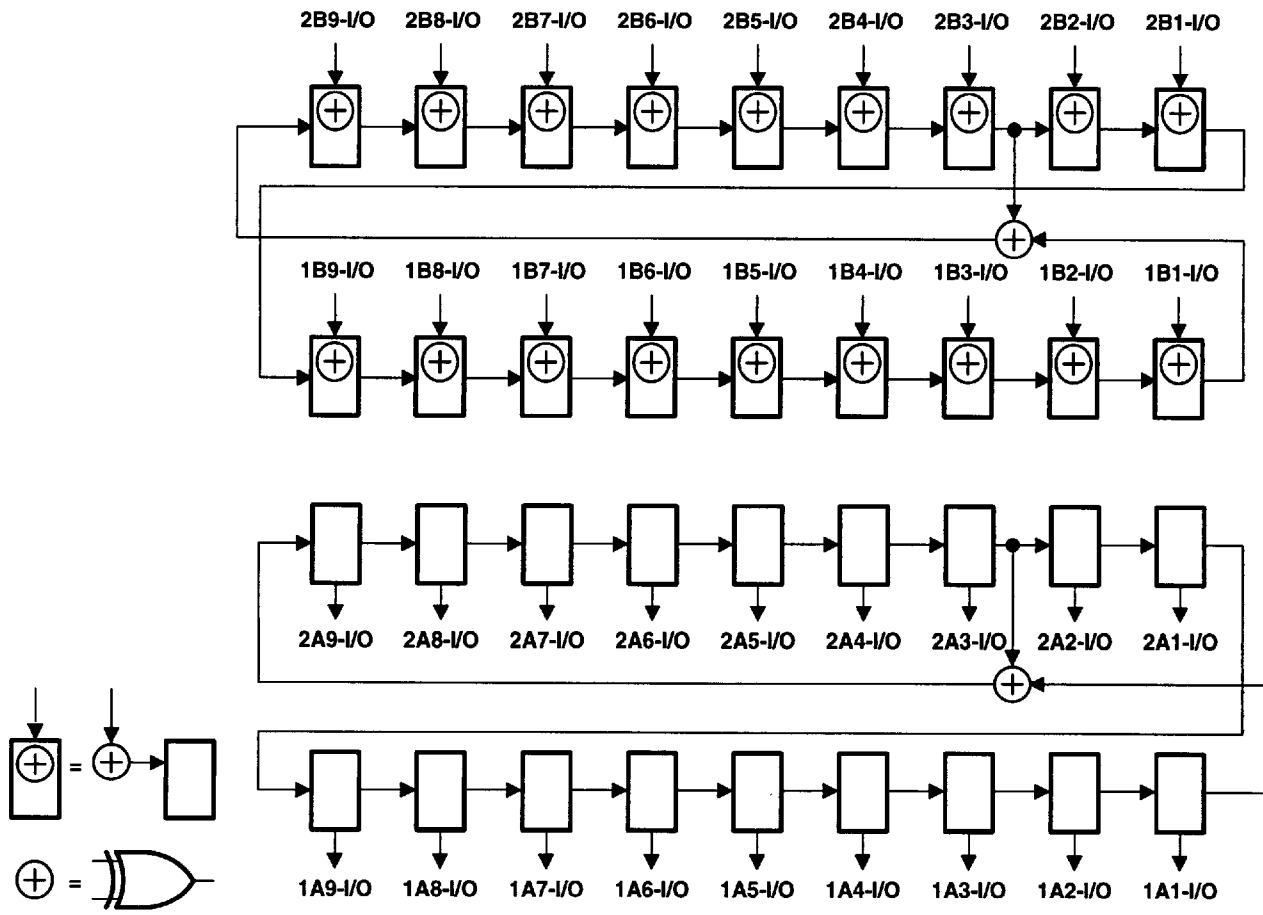 2B9-I/O 2B8-I/O 2B7-I/O 2B6-I/O 2B5-I/O 2B4-I/O 2B3-I/O 2B2-I/O 2B1-I/O
1B9-I/O 1B8-I/O 1B7-I/O 1B6-I/O 1B5-I/O 1B4-I/O 1B3-I/O 1B2-I/O 1B1-I/O
2A9-I/O 2A8-I/O 2A7-I/O 2A6-I/O 2A5-I/O 2A4-I/O 2A3-I/O 2A2-I/O 2A1-I/O
=
=
1A9-I/O 1A8-I/O 1A7-I/O 1A6-I/O 1A5-I/O 1A4-I/O 1A3-I/O 1A2-I/O 1A1-I/O